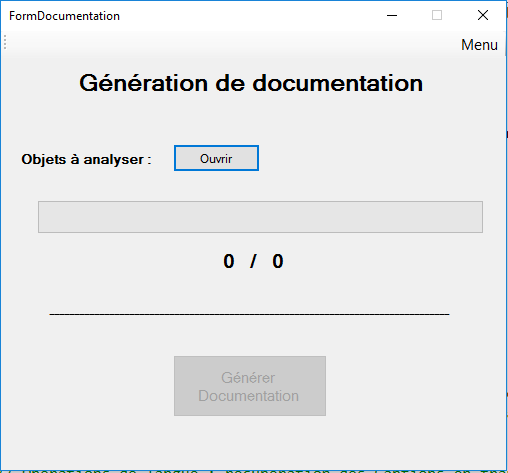 FormDocumentation
Menu
Génération de documentation
Objets à analyser :
Ouvrir
0 / 0
Générer
Documentation